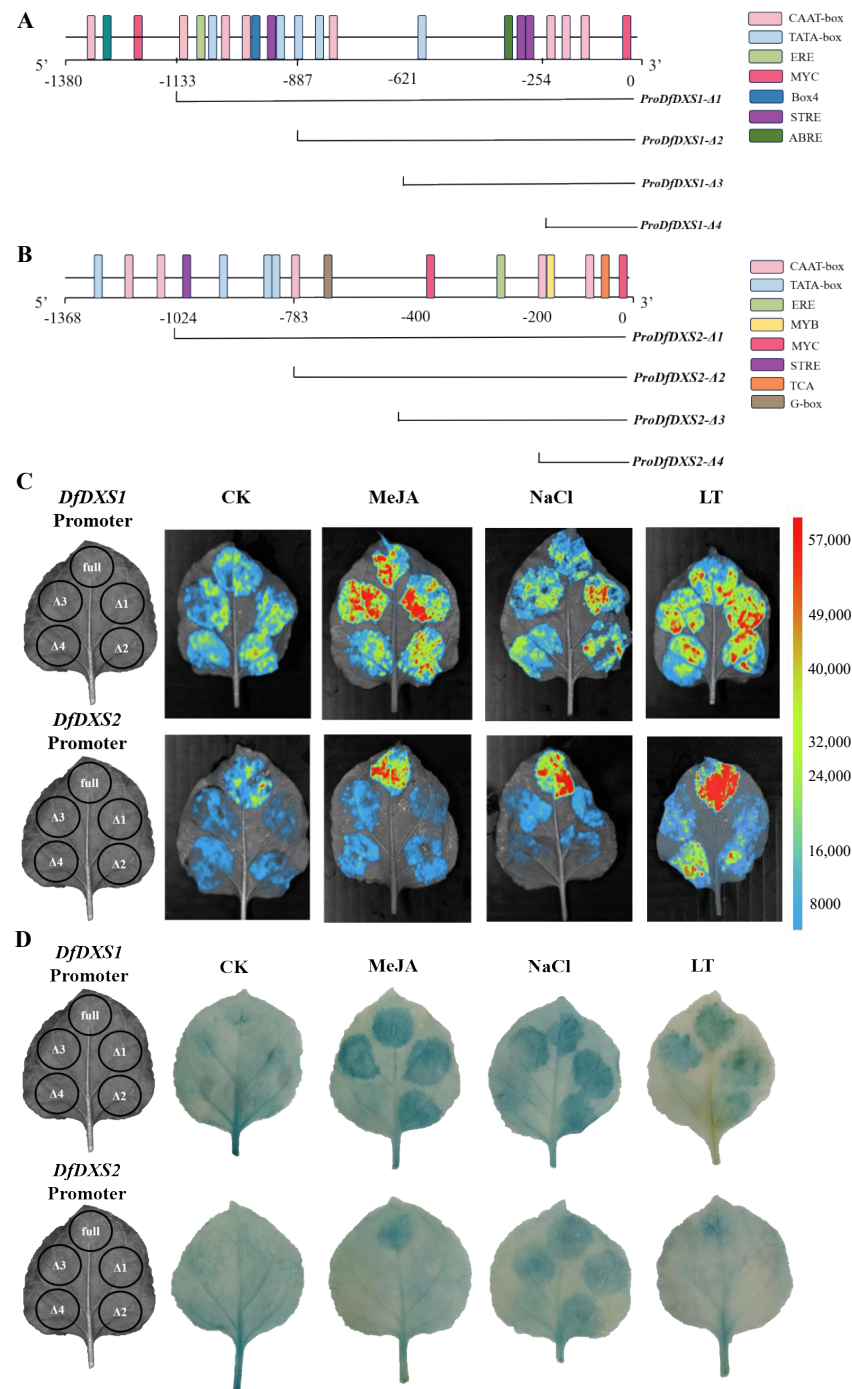 A
CAAT-box
TATA-box
ERE
MYC
Box4
STRE
ABRE
5’ 3’
-1380 -1133 -887 -621 -254 0
ProDfDXS1-Δ1
ProDfDXS1-Δ2
ProDfDXS1-Δ3
ProDfDXS1-Δ4
B
CAAT-box
TATA-box
ERE
MYB
MYC
STRE
TCA
G-box
5’ 3’
-1368 -1024 -783 -400 -200 0
ProDfDXS2-Δ1
ProDfDXS2-Δ2
ProDfDXS2-Δ3
ProDfDXS2-Δ4
C
DfDXS1
Promoter
CK MeJA NaCl LT
full
Δ3 Δ1
Δ4 Δ2
DfDXS2
Promoter
full
Δ3 Δ1
Δ4 Δ2
57,000
49,000
40,000
32,000
24,000
16,000
8000
D
DfDXS1
Promoter
CK MeJA NaCl LT
full
Δ3 Δ1
Δ4 Δ2
DfDXS2
Promoter
full
Δ3 Δ1
Δ4 Δ2